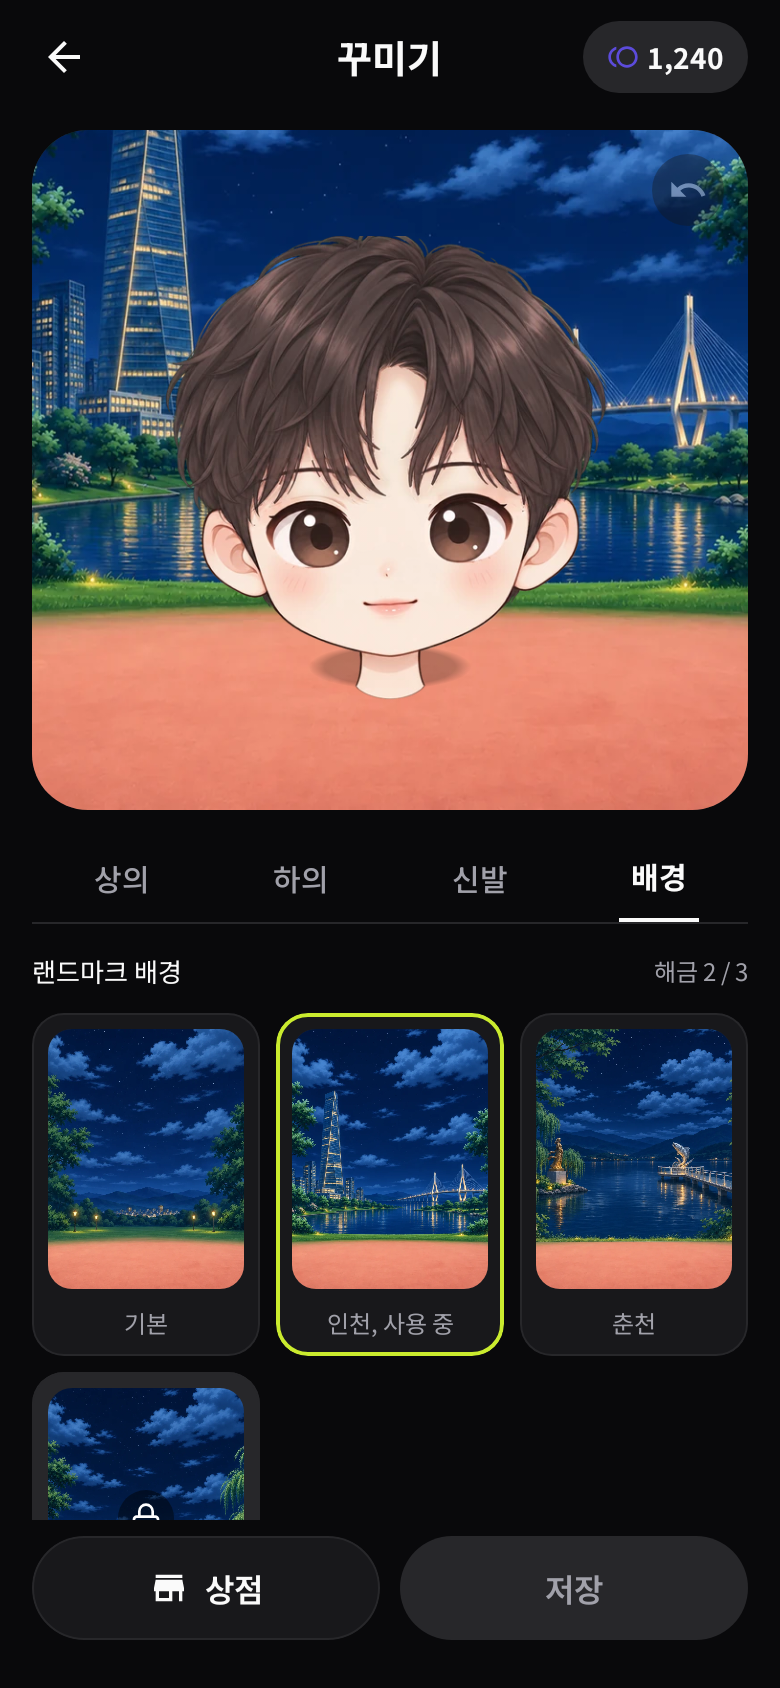 꾸미기
1,240
상의
하의
신발
배경
랜드마크 배경
해금 2 / 3
기본
인천, 사용 중
춘천
상점
저장